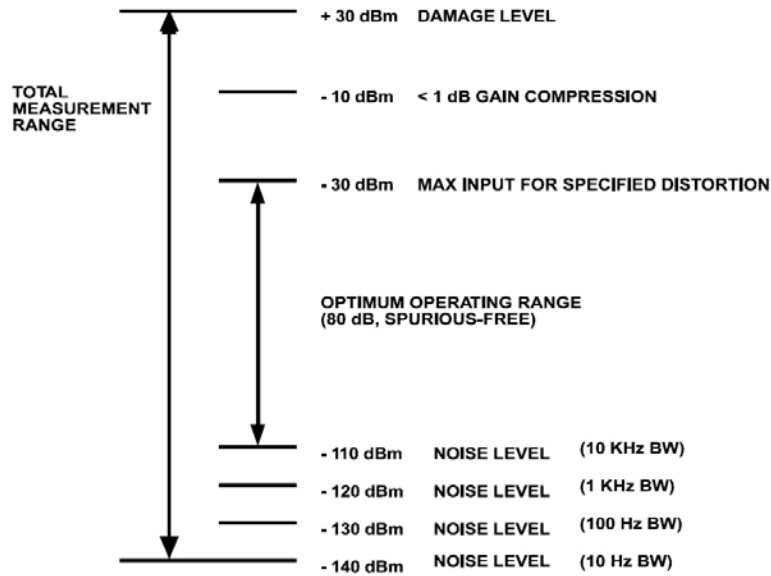 + 30 dBm DAMAGE LEVEL
TOTAL
MEASUREMENT
RANGE
- 10 dBm < 1 dB GAIN COMPRESSION
- 30 dBm MAX INPUT FOR SPECIFIED DISTORTION
OPTIMUM OPERATING RANGE
(80 dB, SPURIOUS-FREE)
- 110 dBm NOISE LEVEL (10 KHz BW)
- 120 dBm NOISE LEVEL (1 KHz BW)
- 130 dBm NOISE LEVEL (100 Hz BW)
- 140 dBm NOISE LEVEL (10 Hz BW)